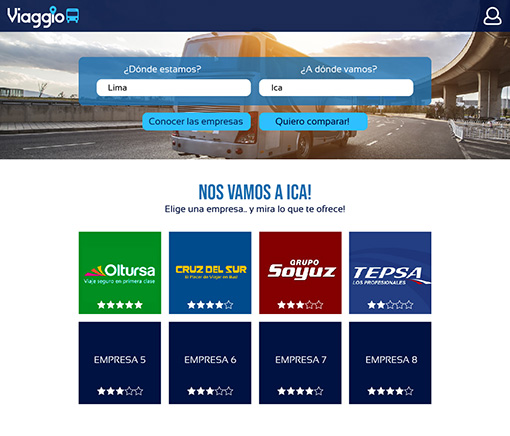 Viaggio
¿Dónde estamos? ¿A dónde vamos?
Lima Ica
Conocer las empresas Quiero comparar!
NOS VAMOS A ICA!
Elige una empresa.. y mira lo que te ofrece!
Oltursa
Viaje seguro en primera clase
CRUZ DEL SUR
El Placer de Viajar en Bus
GRUPO
Soyuz
TEPSA
LOS PROFESIONALES
EMPRESA 5 EMPRESA 6 EMPRESA 7 EMPRESA 8